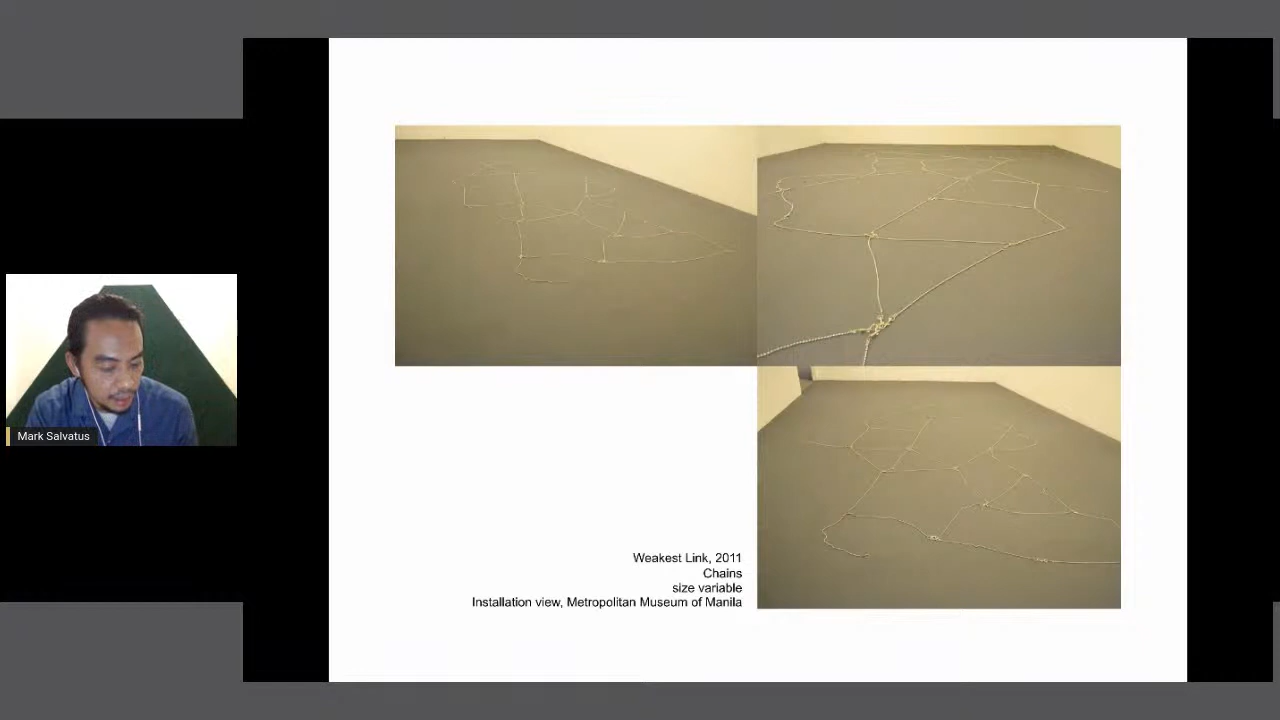 Mark Salvatus
Weakest Link, 2011
Chains
size variable
Installation view, Metropolitan Museum of Manila